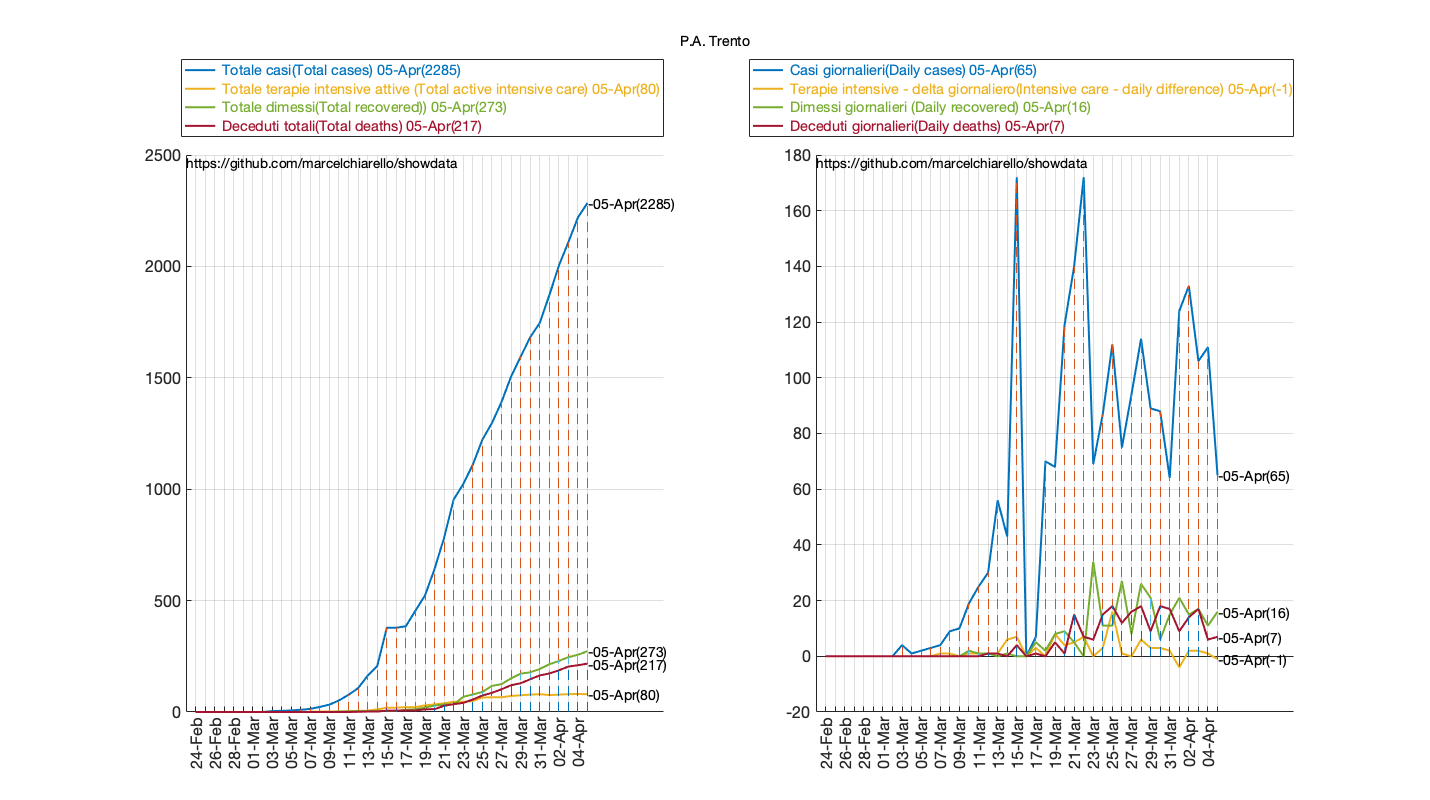 P.A. Trento
Totale casi(Total cases) 05-Apr(2285)
Totale terapie intensive attive (Total active intensive care) 05-Apr(80)
Totale dimessi(Total recovered)) 05-Apr(273)
Deceduti totali(Total deaths) 05-Apr(217)
2500
https://github.com/marcelchiarello/showdata
-05-Apr(2285)
2000
1500
1000
500
-05-Apr(273)
-05-Apr(217)
-05-Apr(80)
0
24-Feb
26-Feb
28-Feb
01-Mar
03-Mar
05-Mar
07-Mar
09-Mar
11-Mar
13-Mar
15-Mar
17-Mar
19-Mar
21-Mar
23-Mar
25-Mar
27-Mar
29-Mar
31-Mar
02-Apr
04-Apr
Casi giornalieri(Daily cases) 05-Apr(65)
Terapie intensive - delta giornaliero(Intensive care - daily difference) 05-Apr(-1)
Dimessi giornalieri (Daily recovered) 05-Apr(16)
Deceduti giornalieri(Daily deaths) 05-Apr(7)
180
https://github.com/marcelchiarello/showdata
160
140
120
100
80
-05-Apr(65)
60
40
20
-05-Apr(16)
-05-Apr(7)
0
-05-Apr(-1)
-20
24-Feb
26-Feb
28-Feb
01-Mar
03-Mar
05-Mar
07-Mar
09-Mar
11-Mar
13-Mar
15-Mar
17-Mar
19-Mar
21-Mar
23-Mar
25-Mar
27-Mar
29-Mar
31-Mar
02-Apr
04-Apr